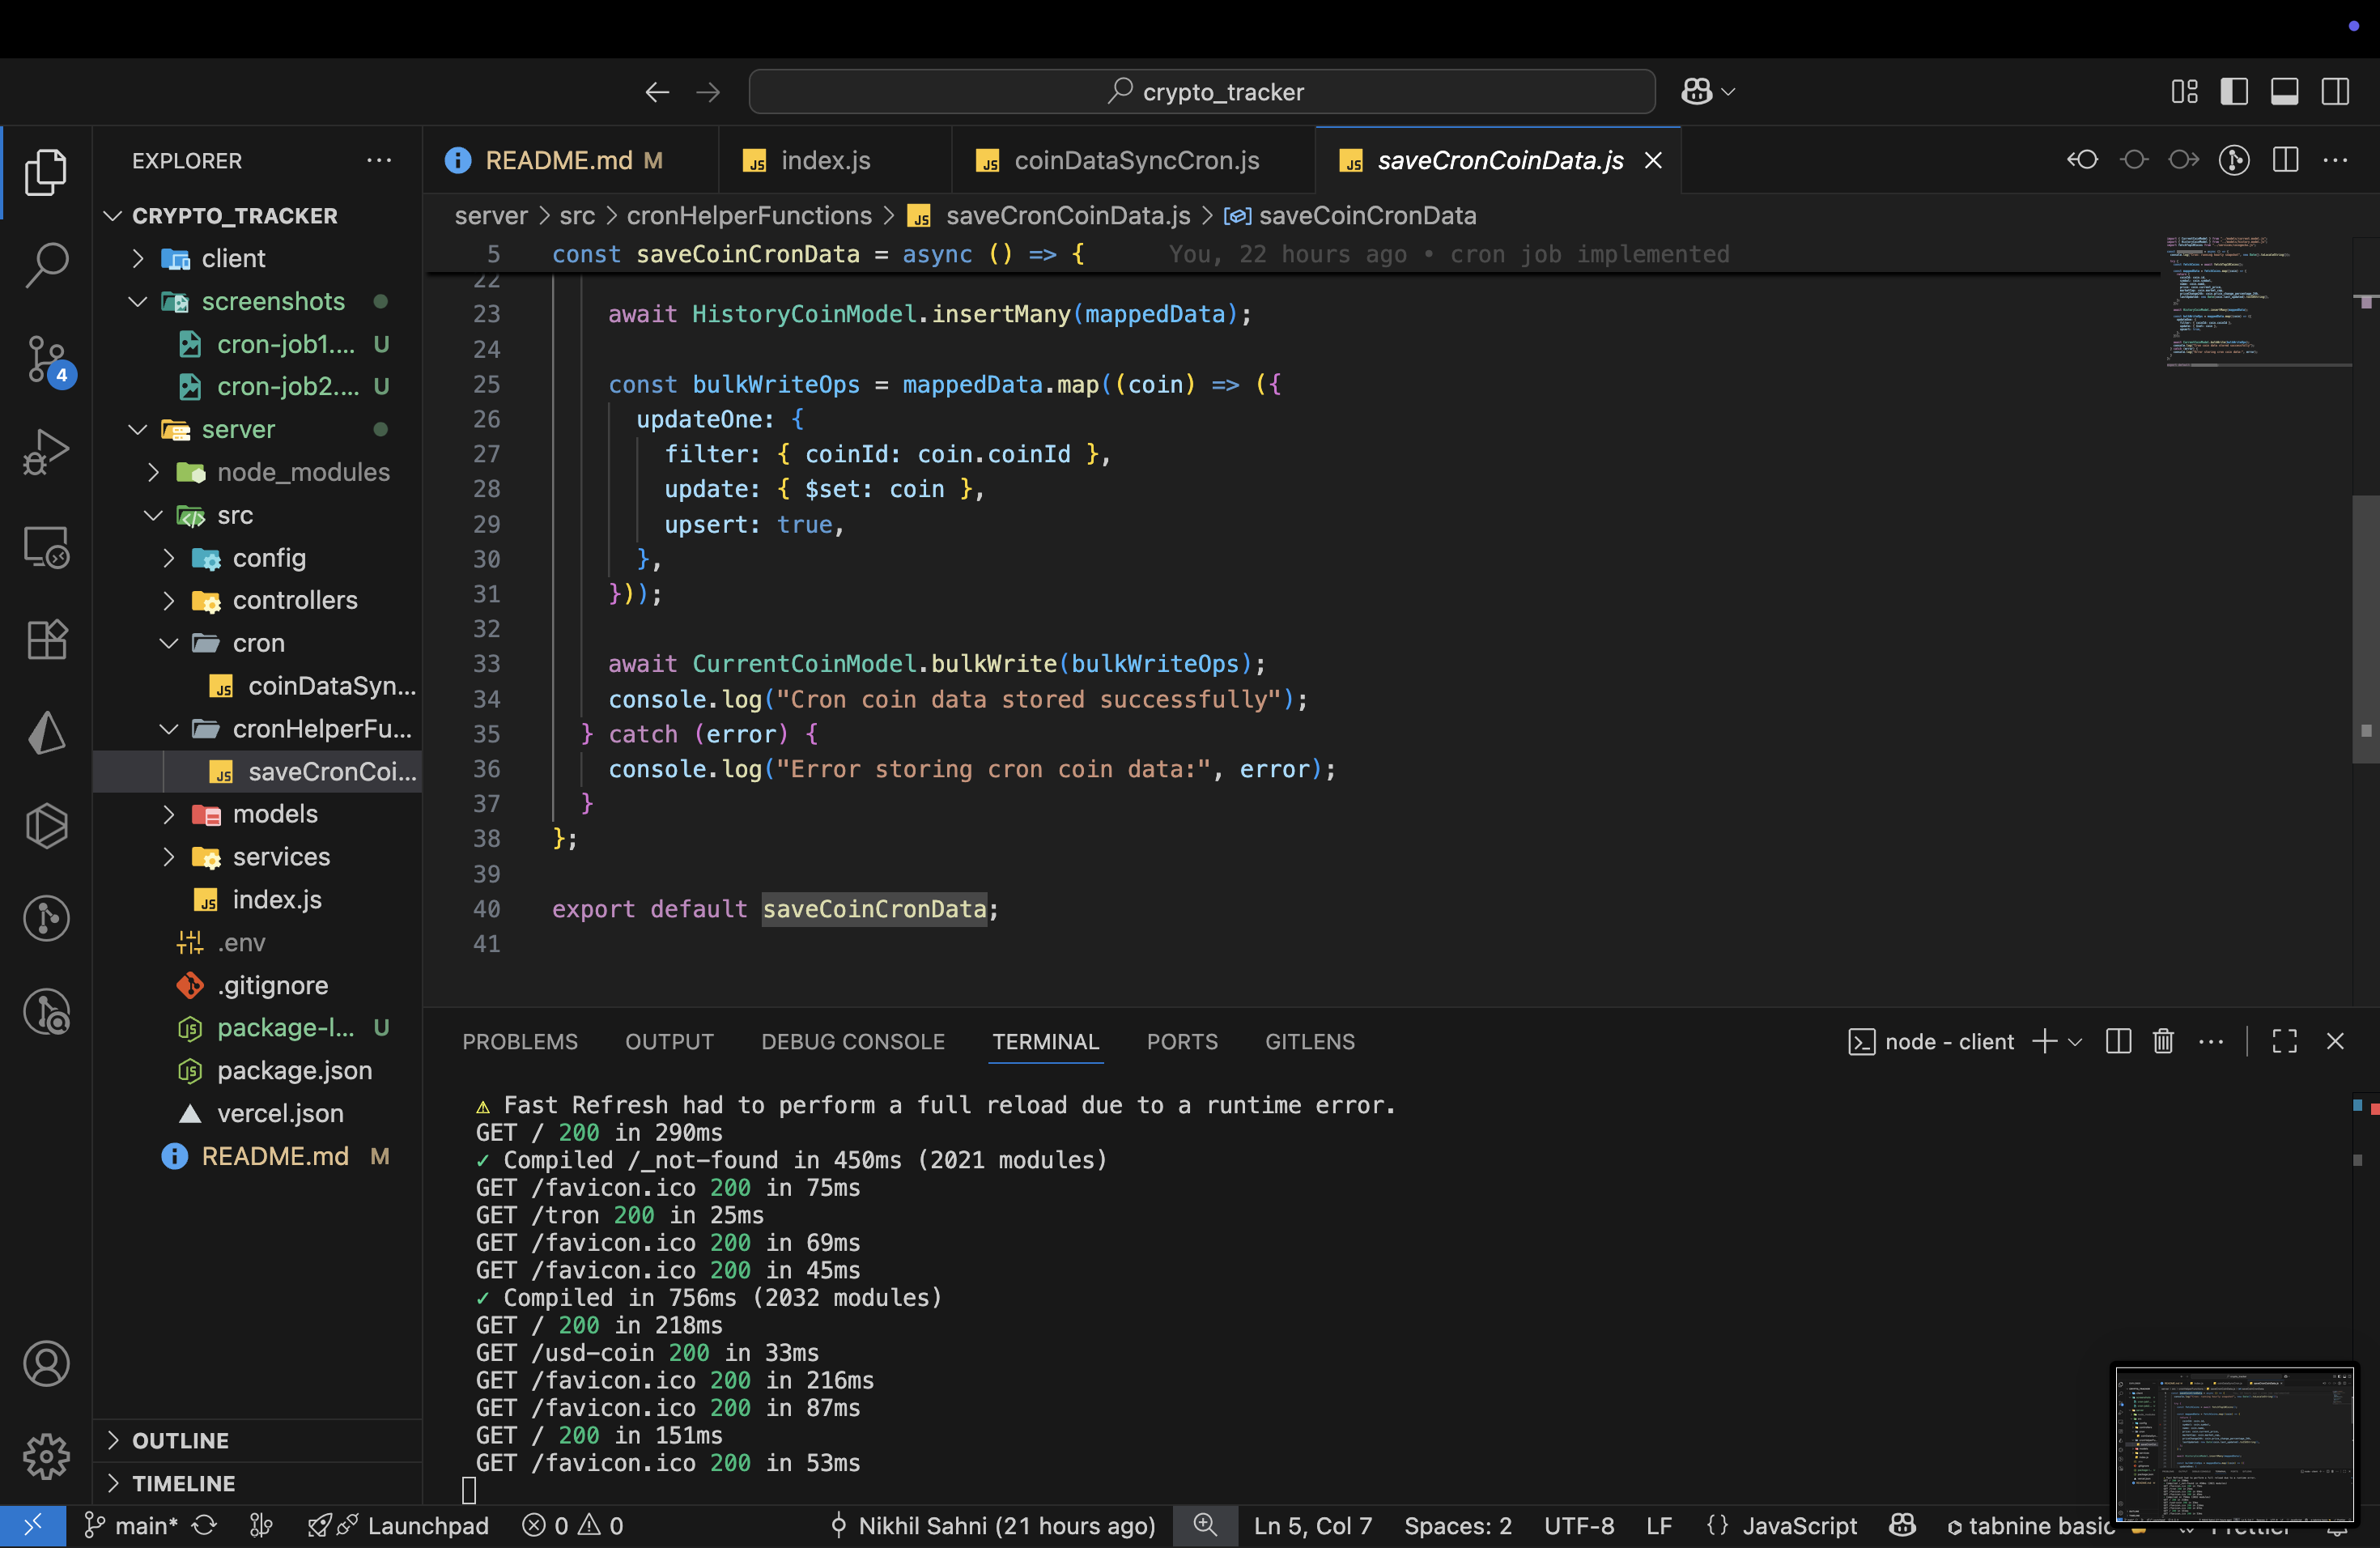 crypto_tracker
EXPLORER
CRYPTO_TRACKER
client
screenshots
cron-job1.... U
cron-job2.... U
server
node_modules
src
config
controllers
cron
coinDataSyn...
cronHelperFu...
saveCronCoi...
models
services
index.js
.env
.gitignore
package-l... U
package.json
vercel.json
README.md M
OUTLINE
TIMELINE
4
README.md M
index.js
coinDataSyncCron.js
saveCronCoinData.js
server > src > cronHelperFunctions > saveCronCoinData.js > saveCoinCronData
5 const saveCoinCronData = async () => { You, 22 hours ago • cron job implemented
22
23 await HistoryCoinModel.insertMany(mappedData);
24
25 const bulkWriteOps = mappedData.map((coin) => ({
26 updateOne: {
27 filter: { coinId: coin.coinId },
28 update: { $set: coin },
29 upsert: true,
30 },
31 }));
32
33 await CurrentCoinModel.bulkWrite(bulkWriteOps);
34 console.log("Cron coin data stored successfully");
35 } catch (error) {
36 console.log("Error storing cron coin data:", error);
37 }
38 };
39
40 export default saveCoinCronData;
41
PROBLEMS OUTPUT DEBUG CONSOLE TERMINAL PORTS GITLENS
node - client
⚠ Fast Refresh had to perform a full reload due to a runtime error.
GET / 200 in 290ms
✓ Compiled /_not-found in 450ms (2021 modules)
GET /favicon.ico 200 in 75ms
GET /tron 200 in 25ms
GET /favicon.ico 200 in 69ms
GET /favicon.ico 200 in 45ms
✓ Compiled in 756ms (2032 modules)
GET / 200 in 218ms
GET /usd-coin 200 in 33ms
GET /favicon.ico 200 in 216ms
GET /favicon.ico 200 in 87ms
GET / 200 in 151ms
GET /favicon.ico 200 in 53ms
main* Launchpad 0 0 Nikhil Sahni (21 hours ago) Ln 5, Col 7 Spaces: 2 UTF-8 LF {} JavaScript tabnine basic